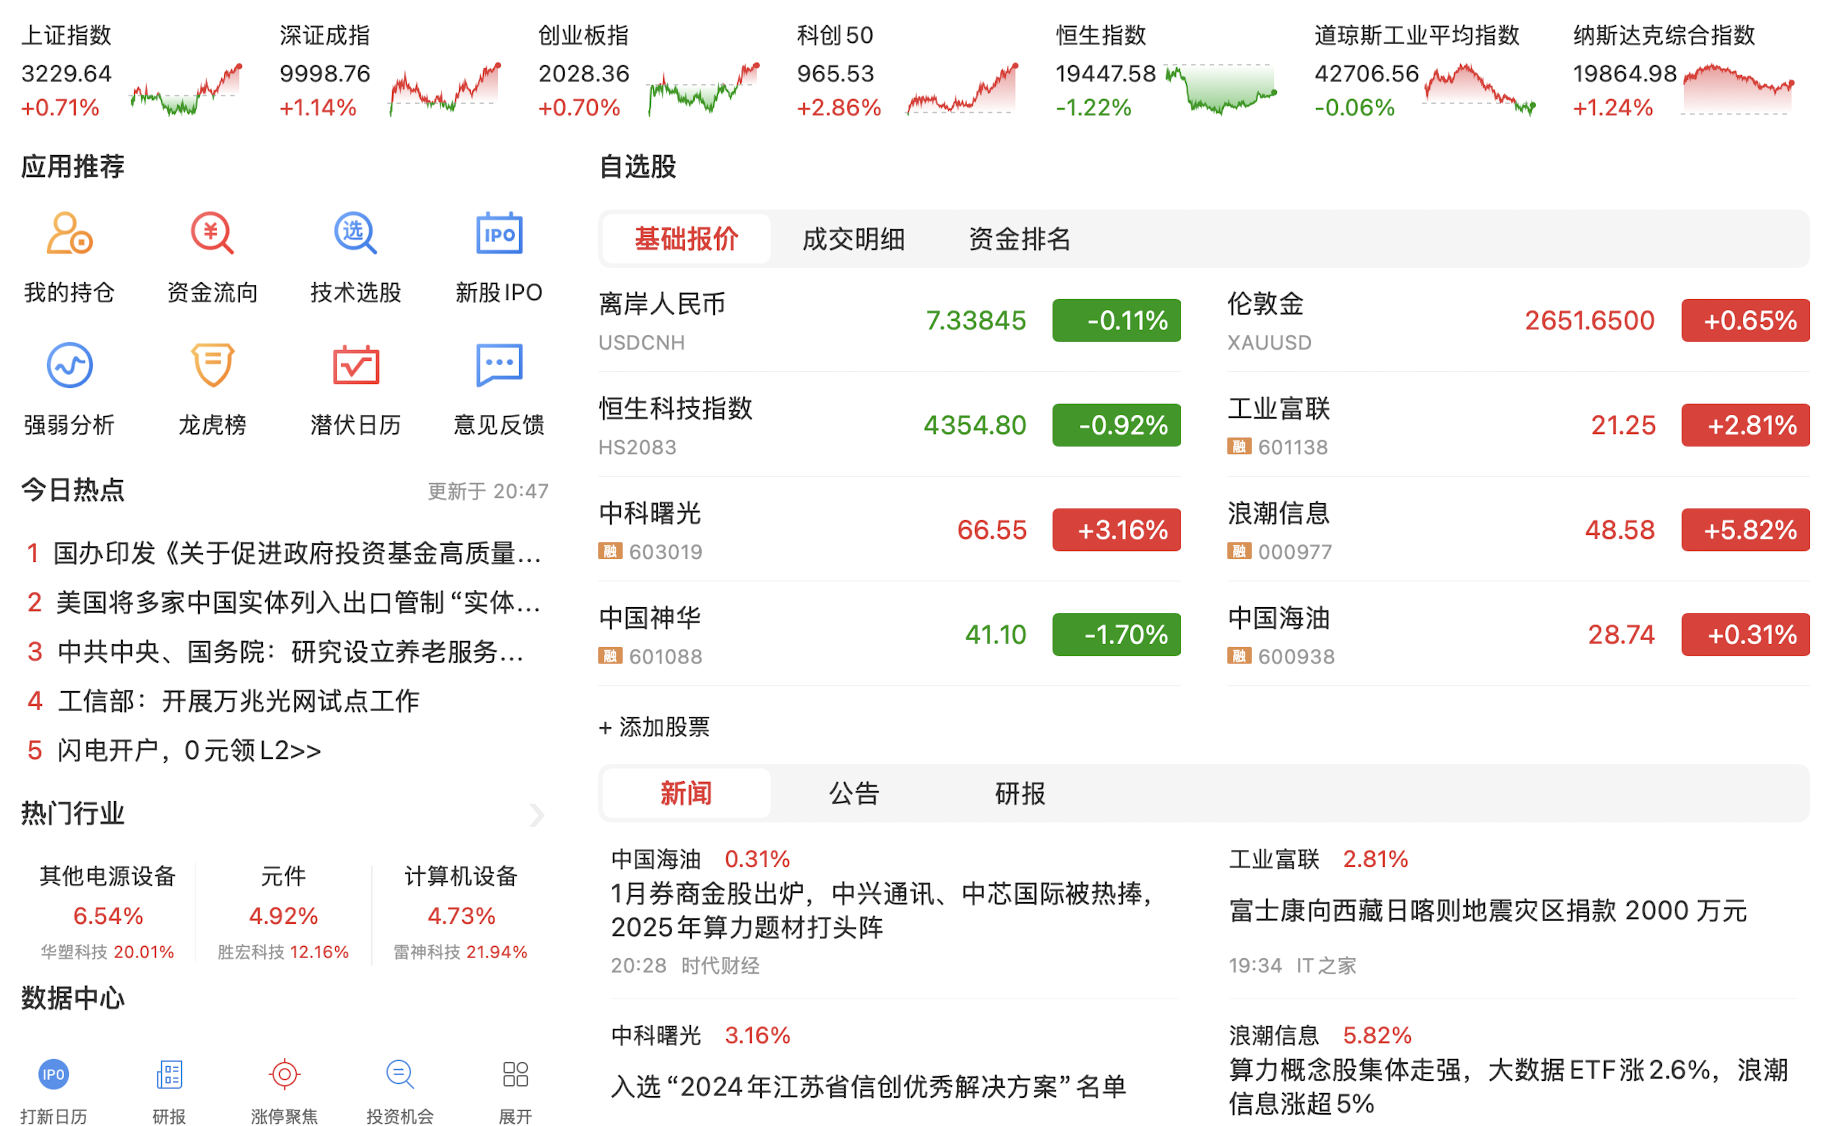 上证指数
3229.64
+0.71%
深证成指
9998.76
+1.14%
创业板指
2028.36
+0.70%
科创50
965.53
+2.86%
恒生指数
19447.58
-1.22%
道琼斯工业平均指数
42706.56
-0.06%
纳斯达克综合指数
19864.98
+1.24%
应用推荐
我的持仓
¥
资金流向
选
技术选股
IPO
新股IPO
强弱分析
龙虎榜
潜伏日历
意见反馈
今日热点
更新于 20:47
1 国办印发《关于促进政府投资基金高质量...
2 美国将多家中国实体列入出口管制“实体...
3 中共中央、国务院：研究设立养老服务...
4 工信部：开展万兆光网试点工作
5 闪电开户，0元领L2>>
热门行业
其他电源设备
6.54%
华塑科技 20.01%
元件
4.92%
胜宏科技 12.16%
计算机设备
4.73%
雷神科技 21.94%
数据中心
IPO
打新日历
研报
涨停聚焦
投资机会
展开
自选股
基础报价 成交明细 资金排名
离岸人民币
USDCNH
7.33845
-0.11%
伦敦金
XAUUSD
2651.6500
+0.65%
恒生科技指数
HS2083
4354.80
-0.92%
工业富联
融 601138
21.25
+2.81%
中科曙光
融 603019
66.55
+3.16%
浪潮信息
融 000977
48.58
+5.82%
中国神华
融 601088
41.10
-1.70%
中国海油
融 600938
28.74
+0.31%
+ 添加股票
新闻 公告 研报
中国海油 0.31%
1月券商金股出炉，中兴通讯、中芯国际被热捧，
2025年算力题材打头阵
20:28 时代财经
工业富联 2.81%
富士康向西藏日喀则地震灾区捐款 2000 万元
19:34 IT之家
中科曙光 3.16%
入选“2024年江苏省信创优秀解决方案”名单
浪潮信息 5.82%
算力概念股集体走强，大数据ETF涨2.6%，浪潮
信息涨超5%